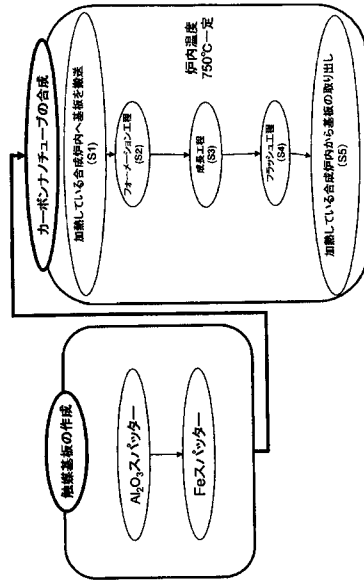 触媒基板の作成
Al₂O₃スパッター
Feスパッター
カーボンナノチューブの合成
加熱している合成炉内へ基板を搬送
(S1)
フォーメーション工程
(S2)
成長工程
(S3)
フラッシュ工程
(S4)
加熱している合成炉内から基板の取り出し
(S5)
炉内温度
750℃一定